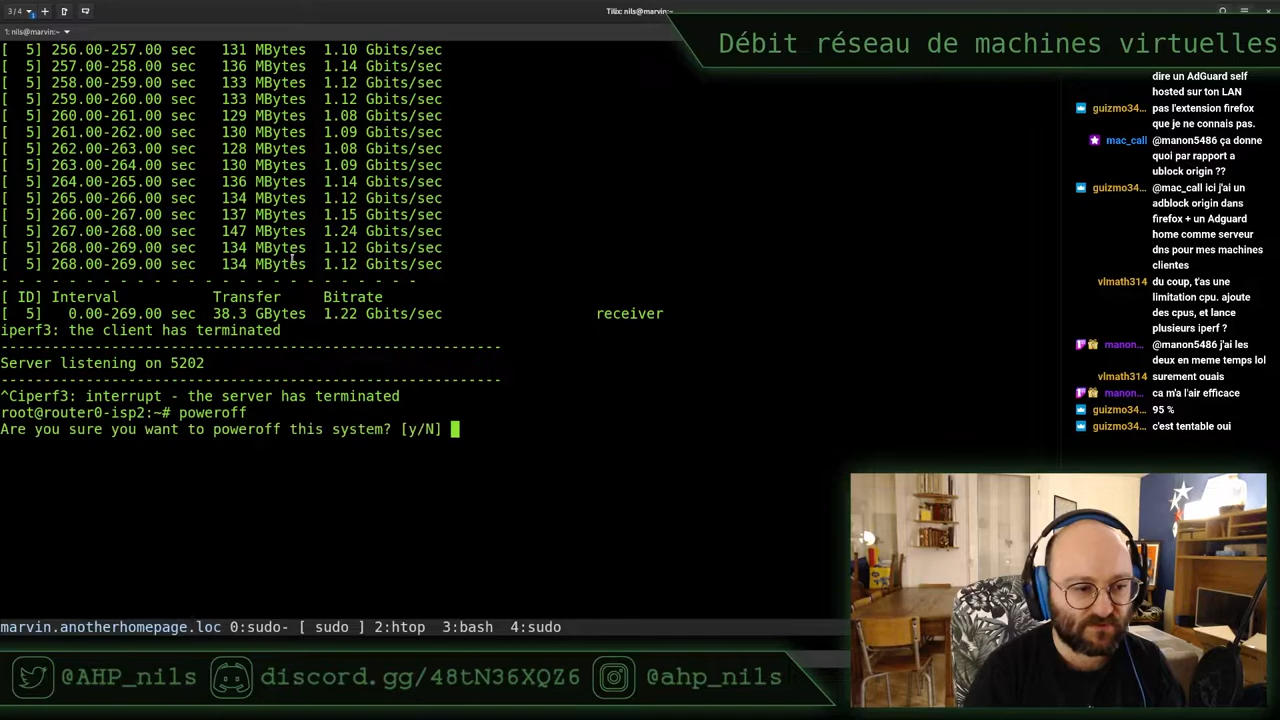 3/4
Tilix: nils@marvin:~
1: nils@marvin:~
Débit réseau de machines virtuelles
[  5] 256.00-257.00 sec   131 MBytes  1.10 Gbits/sec
[  5] 257.00-258.00 sec   136 MBytes  1.14 Gbits/sec
[  5] 258.00-259.00 sec   133 MBytes  1.12 Gbits/sec
[  5] 259.00-260.00 sec   133 MBytes  1.12 Gbits/sec
[  5] 260.00-261.00 sec   129 MBytes  1.08 Gbits/sec
[  5] 261.00-262.00 sec   130 MBytes  1.09 Gbits/sec
[  5] 262.00-263.00 sec   128 MBytes  1.08 Gbits/sec
[  5] 263.00-264.00 sec   130 MBytes  1.09 Gbits/sec
[  5] 264.00-265.00 sec   136 MBytes  1.14 Gbits/sec
[  5] 265.00-266.00 sec   134 MBytes  1.12 Gbits/sec
[  5] 266.00-267.00 sec   137 MBytes  1.15 Gbits/sec
[  5] 267.00-268.00 sec   147 MBytes  1.24 Gbits/sec
[  5] 268.00-269.00 sec   134 MBytes  1.12 Gbits/sec
[  5] 268.00-269.00 sec   134 MBytes  1.12 Gbits/sec
- - - - - - - - - - - - - - - - - - - - - - - - -
[ ID] Interval           Transfer     Bitrate
[  5]   0.00-269.00 sec  38.3 GBytes  1.22 Gbits/sec                  receiver
iperf3: the client has terminated
-----------------------------------------------------------
Server listening on 5202
-----------------------------------------------------------
^Ciperf3: interrupt - the server has terminated
root@router0-isp2:~# poweroff
Are you sure you want to poweroff this system? [y/N]
marvin.anotherhomepage.loc 0:sudo- [ sudo ] 2:htop  3:bash  4:sudo
dire un AdGuard self
hosted sur ton LAN
guizmo34... pas l'extension firefox
que je ne connais pas.
mac_call @manon5486 ça donne
quoi par rapport a
ublock origin ??
guizmo34... @mac_call ici j'ai un
adblock origin dans
firefox + un Adguard
home comme serveur
dns pour mes machines
clientes
vlmath314 du coup, t'as une
limitation cpu. ajoute
des cpus, et lance
plusieurs iperf ?
manon... @manon5486 j'ai les
deux en meme temps lol
vlmath314 surement ouais
manon... ca m'a l'air efficace
guizmo34... 95 %
guizmo34... c'est tentable oui
@AHP_nils discord.gg/48tN36XQZ6 @ahp_nils